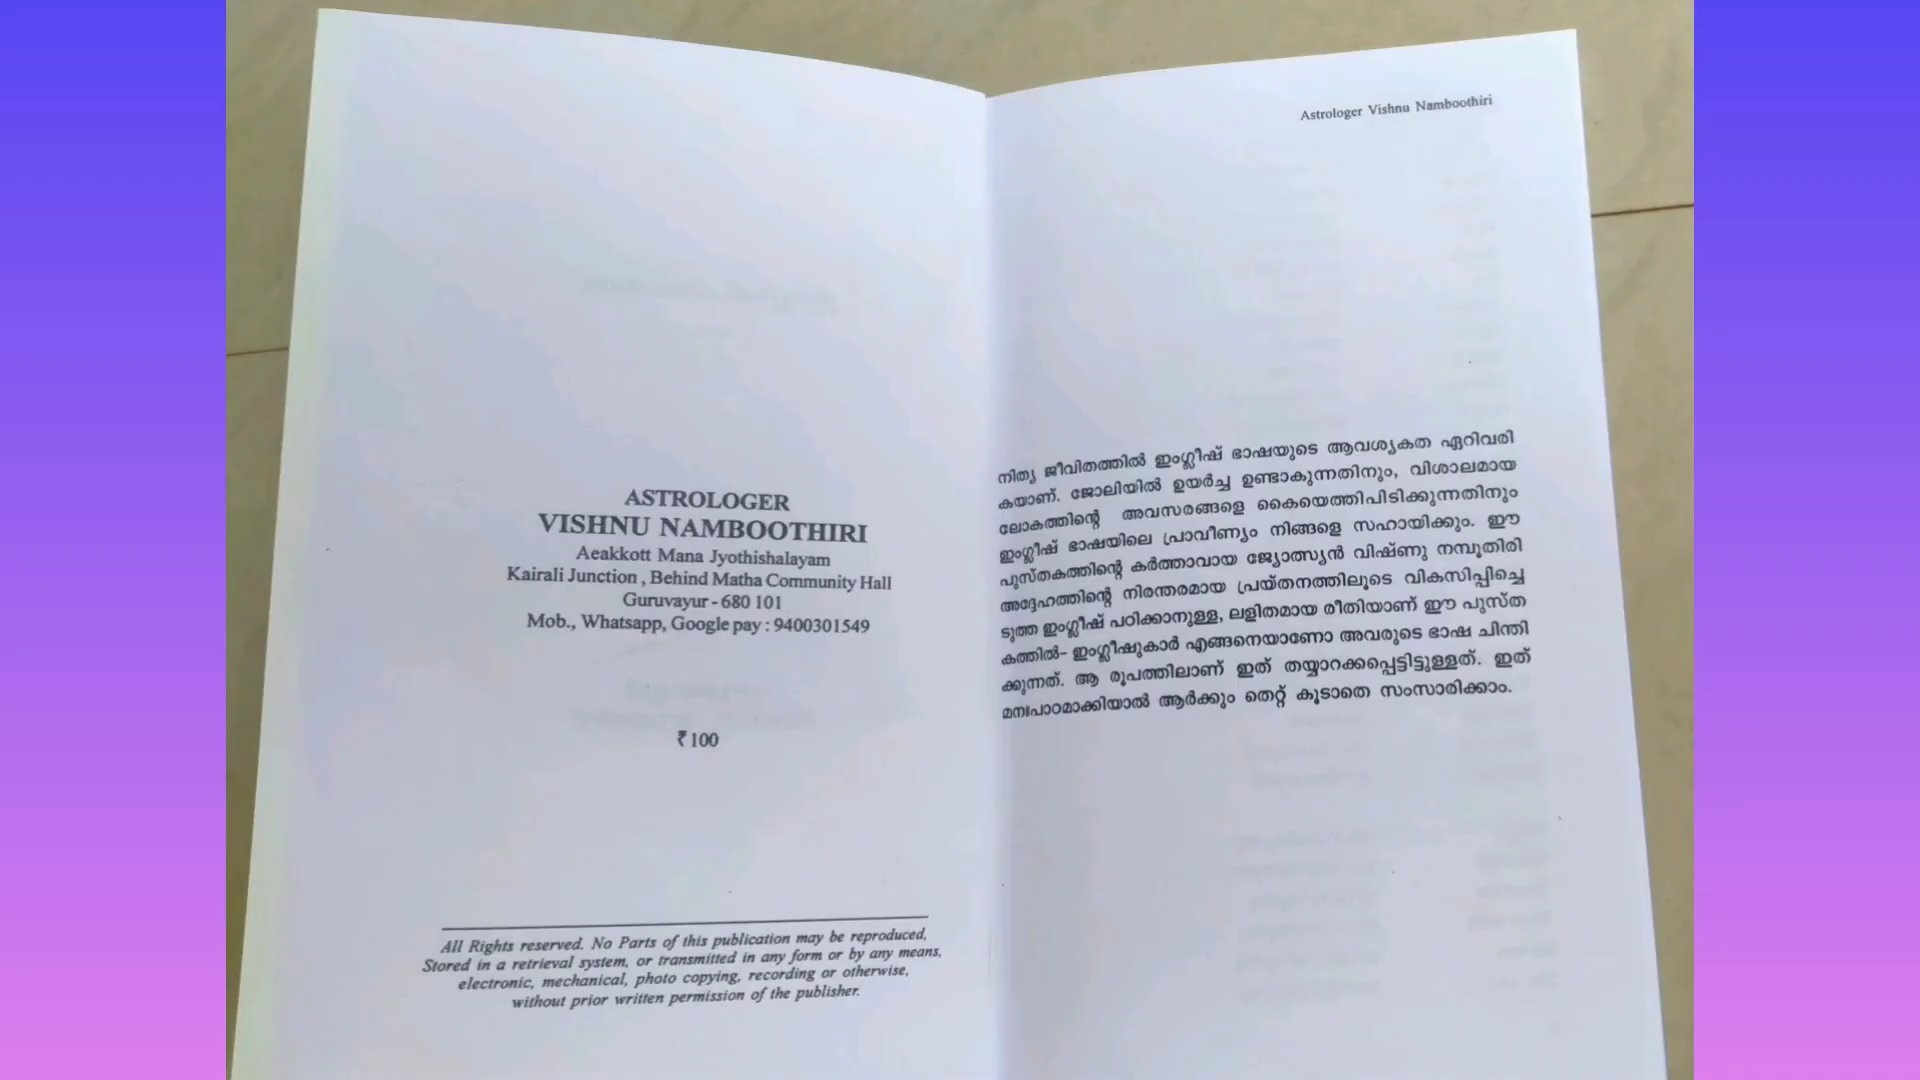 ASTROLOGER
VISHNU NAMBOOTHIRI
Aeakkott Mana Jyothishalayam
Kairali Junction , Behind Matha Community Hall
Guruvayur - 680 101
Mob., Whatsapp, Google pay : 9400301549
₹ 100
All Rights reserved. No Parts of this publication may be reproduced,
Stored in a retrieval system, or transmitted in any form or by any means,
electronic, mechanical, photo copying, recording or otherwise,
without prior written permission of the publisher.
Astrologer Vishnu Namboothiri
നിത്യ ജീവിതത്തിൽ ഇംഗ്ലീഷ് ഭാഷയുടെ ആവശ്യകത ഏറിവരി
കയാണ്. ജോലിയിൽ ഉയർച്ച ഉണ്ടാകുന്നതിനും, വിശാലമായ
ലോകത്തിന്റെ അവസരങ്ങളെ കൈയെത്തിപിടിക്കുന്നതിനും
ഇംഗ്ലീഷ് ഭാഷയിലെ പ്രാവീണ്യം നിങ്ങളെ സഹായിക്കും. ഈ
പുസ്തകത്തിന്റെ കർത്താവായ ജ്യോത്സ്യൻ വിഷ്ണു നമ്പൂതിരി
അദ്ദേഹത്തിന്റെ നിരന്തരമായ പ്രയ്തനത്തിലൂടെ വികസിപ്പിച്ചെ
ടുത്ത ഇംഗ്ലീഷ് പഠിക്കാനുള്ള, ലളിതമായ രീതിയാണ് ഈ പുസ്ത
കത്തിൽ- ഇംഗ്ലീഷുകാർ എങ്ങനെയാണോ അവരുടെ ഭാഷ ചിന്തി
ക്കുന്നത്. ആ രൂപത്തിലാണ് ഇത് തയ്യാറക്കപ്പെട്ടിട്ടുള്ളത്. ഇത്
മനഃപാഠമാക്കിയാൽ ആർക്കും തെറ്റ് കൂടാതെ സംസാരിക്കാം.